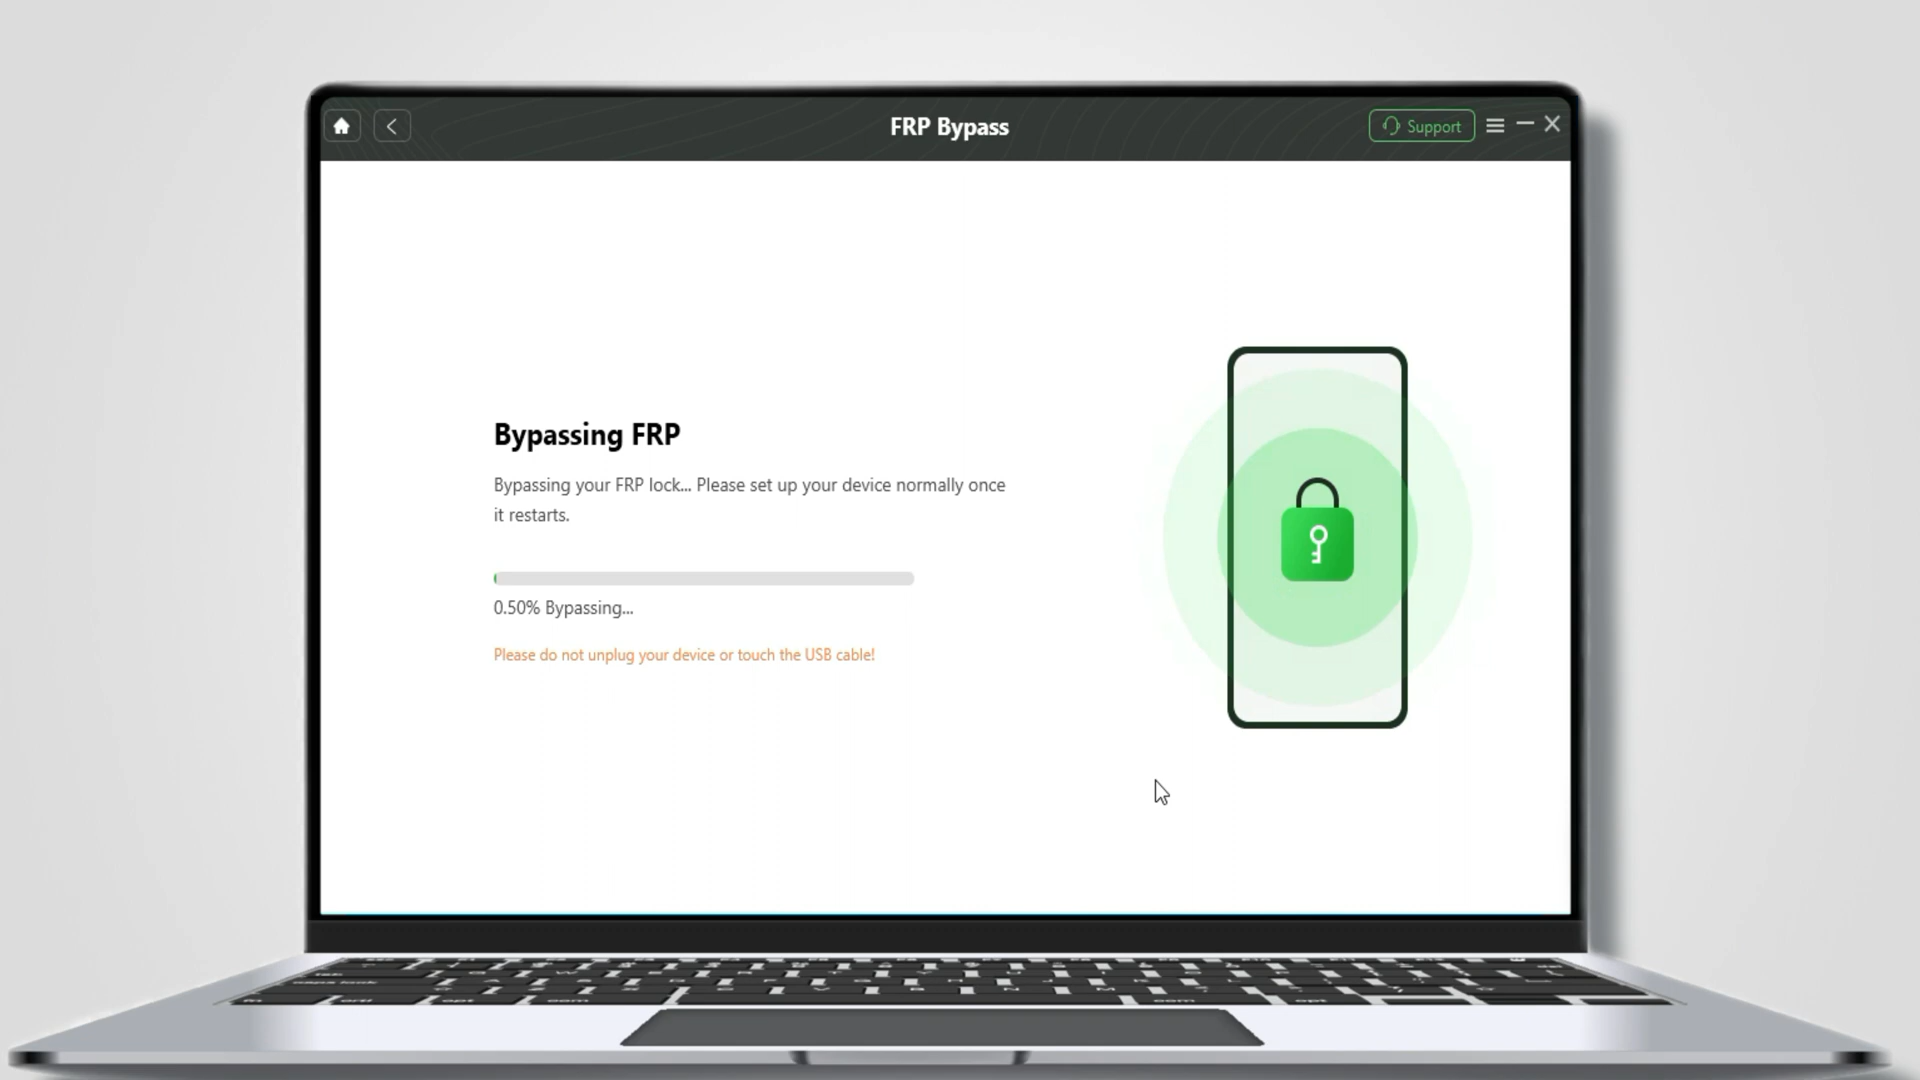 FRP Bypass
Support
Bypassing FRP
Bypassing your FRP lock... Please set up your device normally once
it restarts.
0.50% Bypassing...
Please do not unplug your device or touch the USB cable!